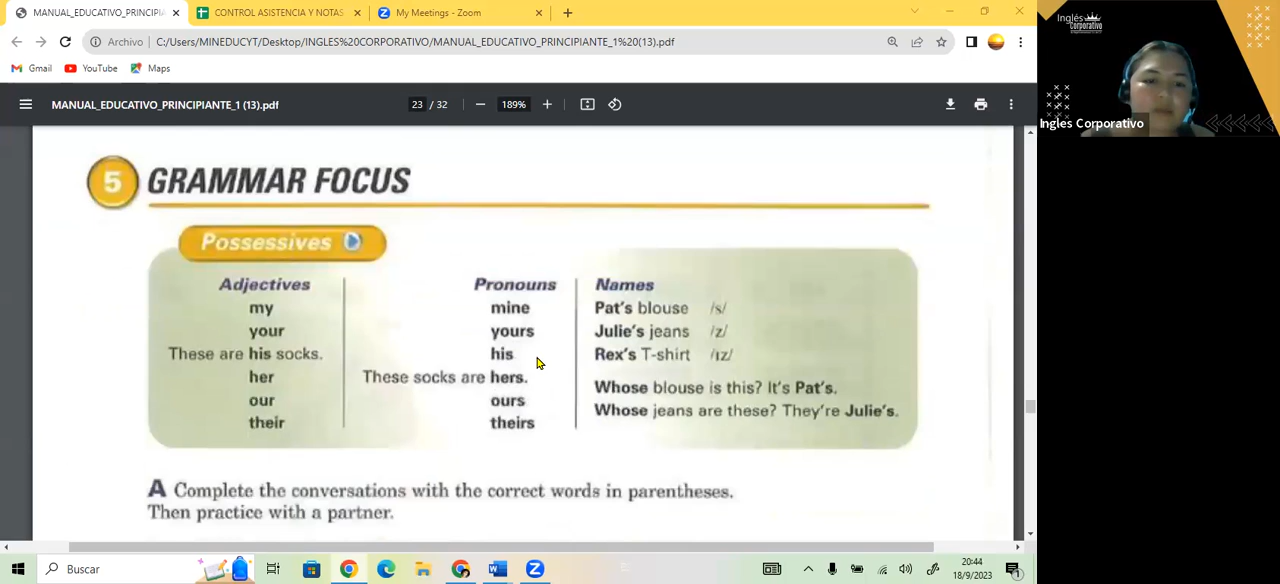 MANUAL_EDUCATIVO_PRINCIPIANTE_1
CONTROL ASISTENCIA Y NOTAS
My Meetings - Zoom
Archivo
C:/Users/MINEDUCYT/Desktop/INGLES%20CORPORATIVO/MANUAL_EDUCATIVO_PRINCIPIANTE_1%20(13).pdf
Gmail
YouTube
Maps
MANUAL_EDUCATIVO_PRINCIPIANTE_1 (13).pdf
23 / 32
189%
5 GRAMMAR FOCUS
Possessives
Adjectives
my
your
These are his socks.
her
our
their
Pronouns
mine
yours
his
These socks are hers.
ours
theirs
Names
Pat's blouse /s/
Julie's jeans /z/
Rex's T-shirt /ɪz/
Whose blouse is this? It's Pat's.
Whose jeans are these? They're Julie's.
A Complete the conversations with the correct words in parentheses.
Then practice with a partner.
Inglés
Corporativo
Ingles Corporativo
Buscar
20:44
18/9/2023
1